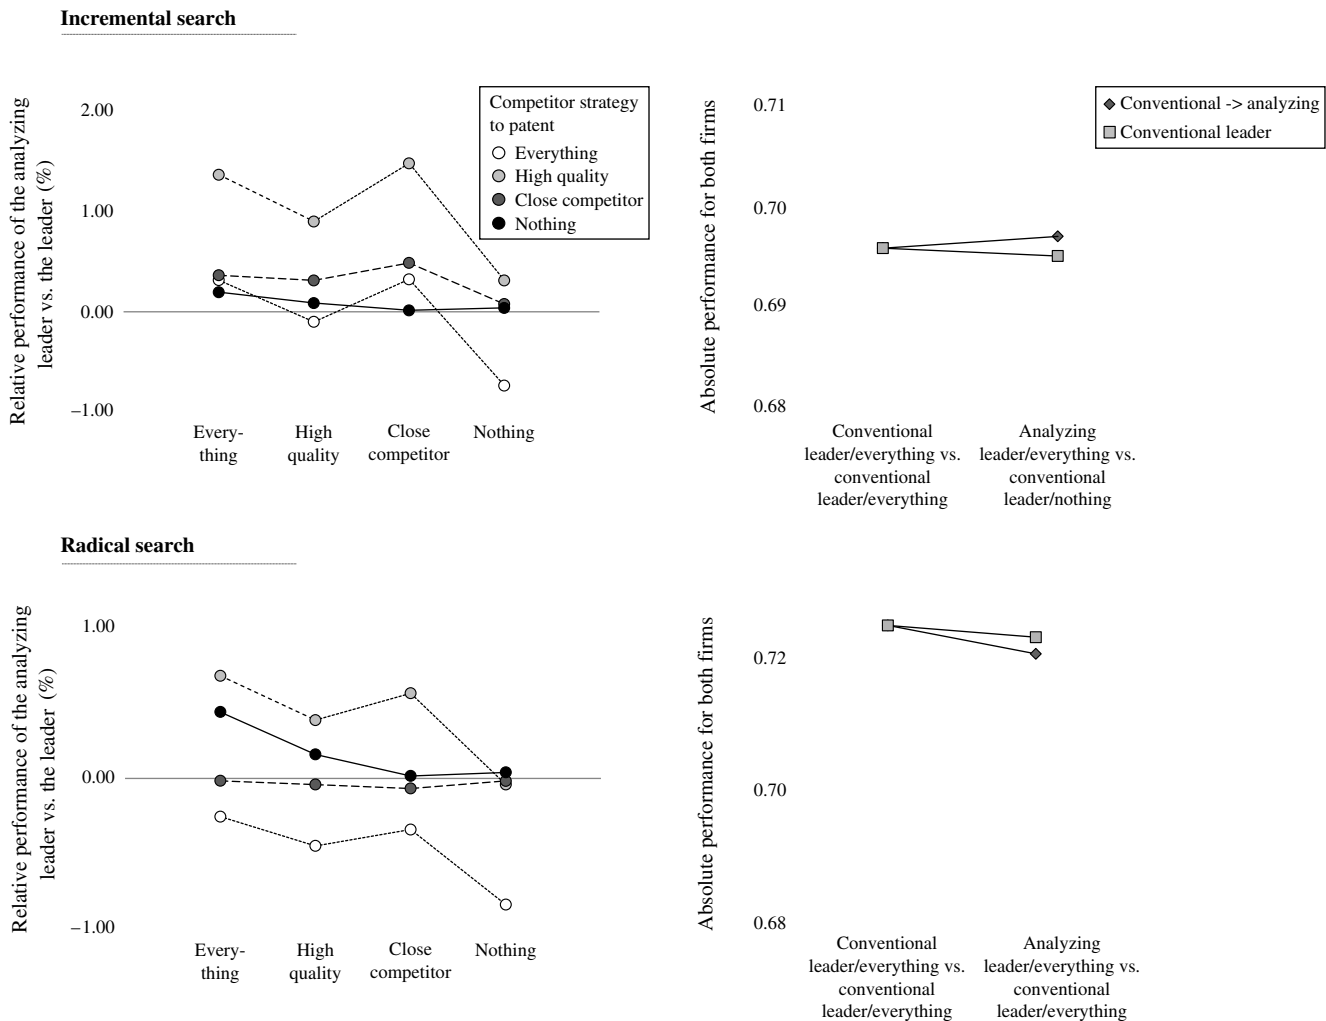 Incremental search
Relative performance of the analyzing
leader vs. the leader (%)
2.00
1.00
0.00
–1.00
Competitor strategy
to patent
Everything
High quality
Close competitor
Nothing
Every-
thing
High
quality
Close
competitor
Nothing
Absolute performance for both firms
0.71
0.70
0.69
0.68
Conventional -> analyzing
Conventional leader
Conventional
leader/everything vs.
conventional
leader/everything
Analyzing
leader/everything vs.
conventional
leader/nothing
Radical search
Relative performance of the analyzing
leader vs. the leader (%)
1.00
0.00
–1.00
Every-
thing
High
quality
Close
competitor
Nothing
Absolute performance for both firms
0.72
0.70
0.68
Conventional
leader/everything vs.
conventional
leader/everything
Analyzing
leader/everything vs.
conventional
leader/everything